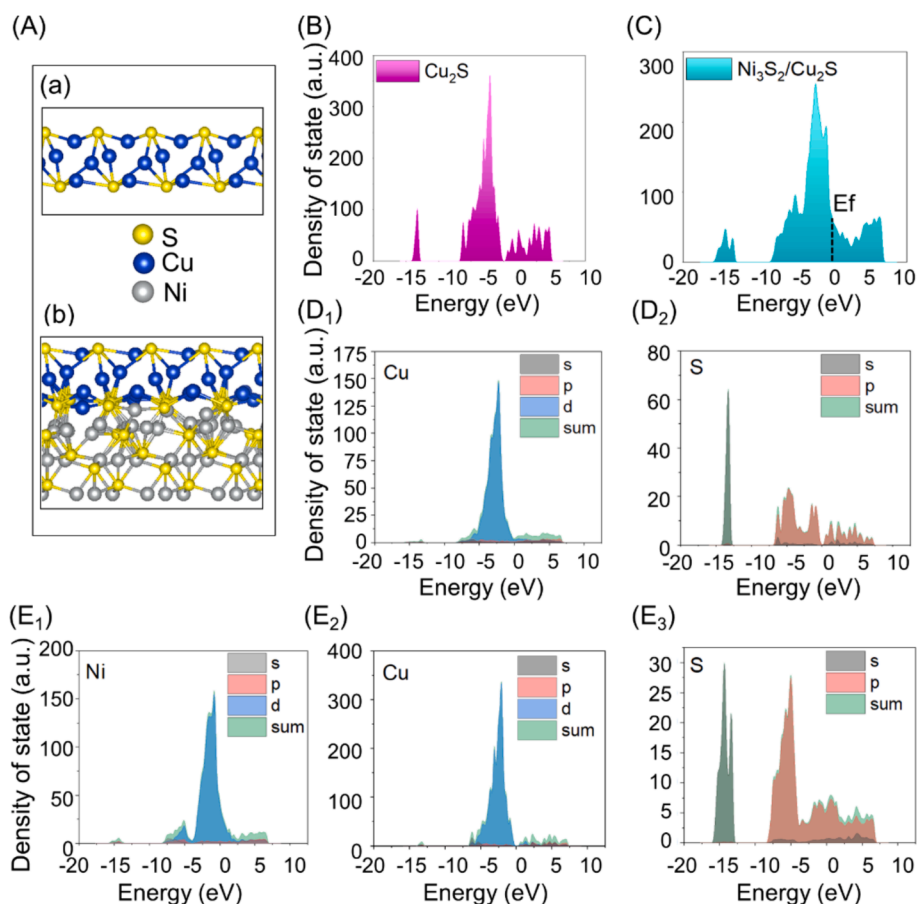 (A)
(a)
S
Cu
Ni
(b)
(B)
Density of state (a.u.)
400
300
200
100
0
Cu₂S
-20 -15 -10 -5 0 5 10
Energy (eV)
(C)
300
200
100
0
Ni₃S₂/Cu₂S
Ef
-20 -15 -10 -5 0 5 10
Energy (eV)
(D₁)
Density of state (a.u.)
175
150
125
100
75
50
25
0
Cu
s
p
d
sum
-20 -15 -10 -5 0 5 10
Energy (eV)
(D₂)
80
60
40
20
0
S
s
p
sum
-20 -15 -10 -5 0 5 10
Energy (eV)
(E₁)
Density of state (a.u.)
200
150
100
50
0
Ni
s
p
d
sum
-20 -15 -10 -5 0 5 10
Energy (eV)
(E₂)
400
300
200
100
0
Cu
s
p
d
sum
-20 -15 -10 -5 0 5 10
Energy (eV)
(E₃)
30
25
20
15
10
5
0
S
s
p
sum
-20 -15 -10 -5 0 5 10
Energy (eV)